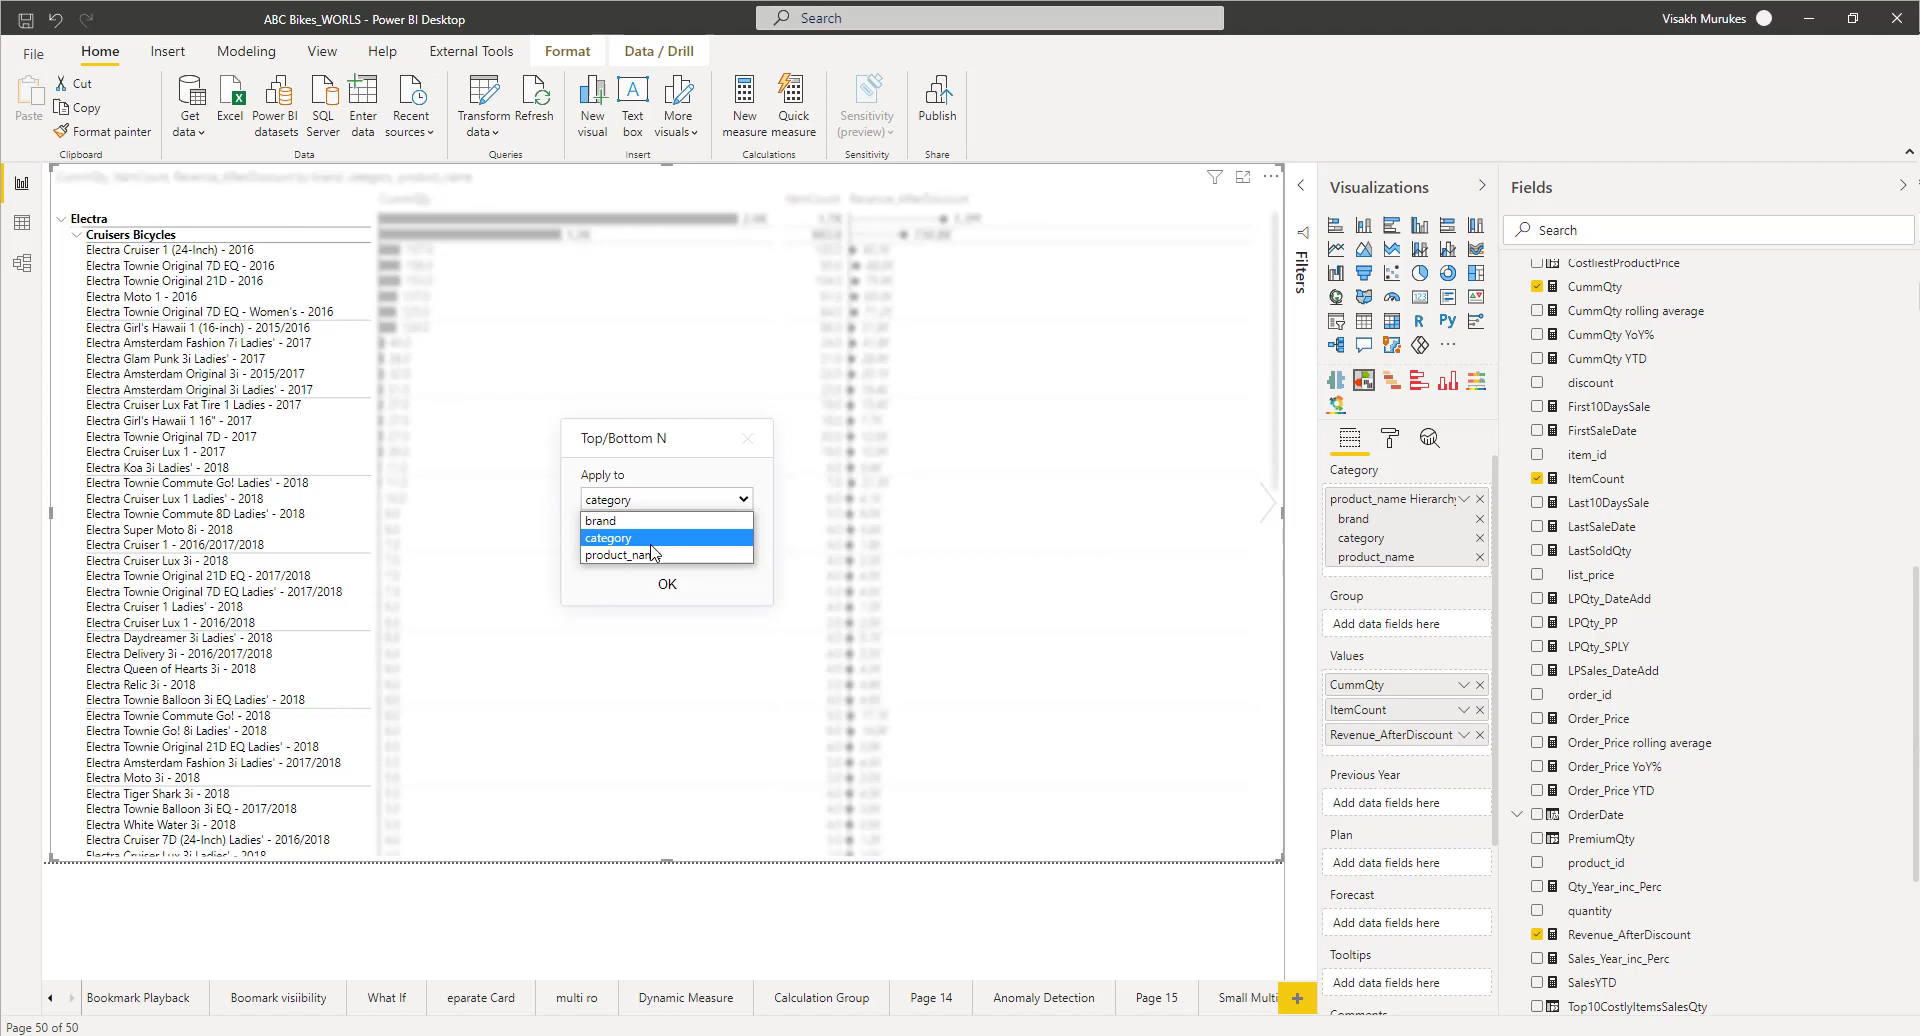 ABC Bikes_WORLS - Power BI Desktop
Search
Visakh Murukes
File
Home
Insert
Modeling
View
Help
External Tools
Format
Data / Drill
Paste
Cut
Copy
Format painter
Clipboard
Get data
Excel
Power BI datasets
SQL Server
Enter data
Recent sources
Data
Transform data
Refresh
Queries
New visual
Text box
More visuals
Insert
New measure
Quick measure
Calculations
Sensitivity (preview)
Sensitivity
Publish
Share
CummQty, ItemCount, Revenue_AfterDiscount by brand, category, product_name
CummQty
ItemCount
Revenue_AfterDiscount
Electra
Cruisers Bicycles
Electra Cruiser 1 (24-Inch) - 2016
Electra Townie Original 7D EQ - 2016
Electra Townie Original 21D - 2016
Electra Moto 1 - 2016
Electra Townie Original 7D EQ - Women's - 2016
Electra Girl's Hawaii 1 (16-inch) - 2015/2016
Electra Amsterdam Fashion 7i Ladies' - 2017
Electra Glam Punk 3i Ladies' - 2017
Electra Amsterdam Original 3i - 2015/2017
Electra Amsterdam Original 3i Ladies' - 2017
Electra Cruiser Lux Fat Tire 1 Ladies - 2017
Electra Girl's Hawaii 1 16" - 2017
Electra Townie Original 7D - 2017
Electra Cruiser Lux 1 - 2017
Electra Koa 3i Ladies' - 2018
Electra Townie Commute Go! Ladies' - 2018
Electra Cruiser Lux 1 Ladies' - 2018
Electra Townie Commute 8D Ladies' - 2018
Electra Super Moto 8i - 2018
Electra Cruiser 1 - 2016/2017/2018
Electra Cruiser Lux 3i - 2018
Electra Townie Original 21D EQ - 2017/2018
Electra Townie Original 7D EQ Ladies' - 2017/2018
Electra Cruiser 1 Ladies' - 2018
Electra Cruiser Lux 1 - 2016/2018
Electra Daydreamer 3i Ladies' - 2018
Electra Delivery 3i - 2016/2017/2018
Electra Queen of Hearts 3i - 2018
Electra Relic 3i - 2018
Electra Townie Balloon 3i EQ Ladies' - 2018
Electra Townie Commute Go! - 2018
Electra Townie Go! 8i Ladies' - 2018
Electra Townie Original 21D EQ Ladies' - 2018
Electra Amsterdam Fashion 3i Ladies' - 2017/2018
Electra Moto 3i - 2018
Electra Tiger Shark 3i - 2018
Electra Townie Balloon 3i EQ - 2017/2018
Electra White Water 3i - 2018
Electra Cruiser 7D (24-Inch) Ladies' - 2016/2018
Electra Cruiser Lux 3i Ladies' - 2018
Top/Bottom N
Apply to
category
brand
category
product_name
OK
Filters
Visualizations
Category
product_name Hierarchy
brand
category
product_name
Group
Add data fields here
Values
CummQty
ItemCount
Revenue_AfterDiscount
Previous Year
Add data fields here
Plan
Add data fields here
Forecast
Add data fields here
Tooltips
Add data fields here
Comments
Fields
Search
CostliestProductPrice
CummQty
CummQty rolling average
CummQty YoY%
CummQty YTD
discount
First10DaysSale
FirstSaleDate
item_id
ItemCount
Last10DaysSale
LastSaleDate
LastSoldQty
list_price
LPQty_DateAdd
LPQty_PP
LPQty_SPLY
LPSales_DateAdd
order_id
Order_Price
Order_Price rolling average
Order_Price YoY%
Order_Price YTD
OrderDate
PremiumQty
product_id
Qty_Year_inc_Perc
quantity
Revenue_AfterDiscount
Sales_Year_inc_Perc
SalesYTD
Top10CostlyItemsSalesQty
Bookmark Playback
Boomark visiibility
What If
eparate Card
multi ro
Dynamic Measure
Calculation Group
Page 14
Anomaly Detection
Page 15
Small Multi
Page 50 of 50